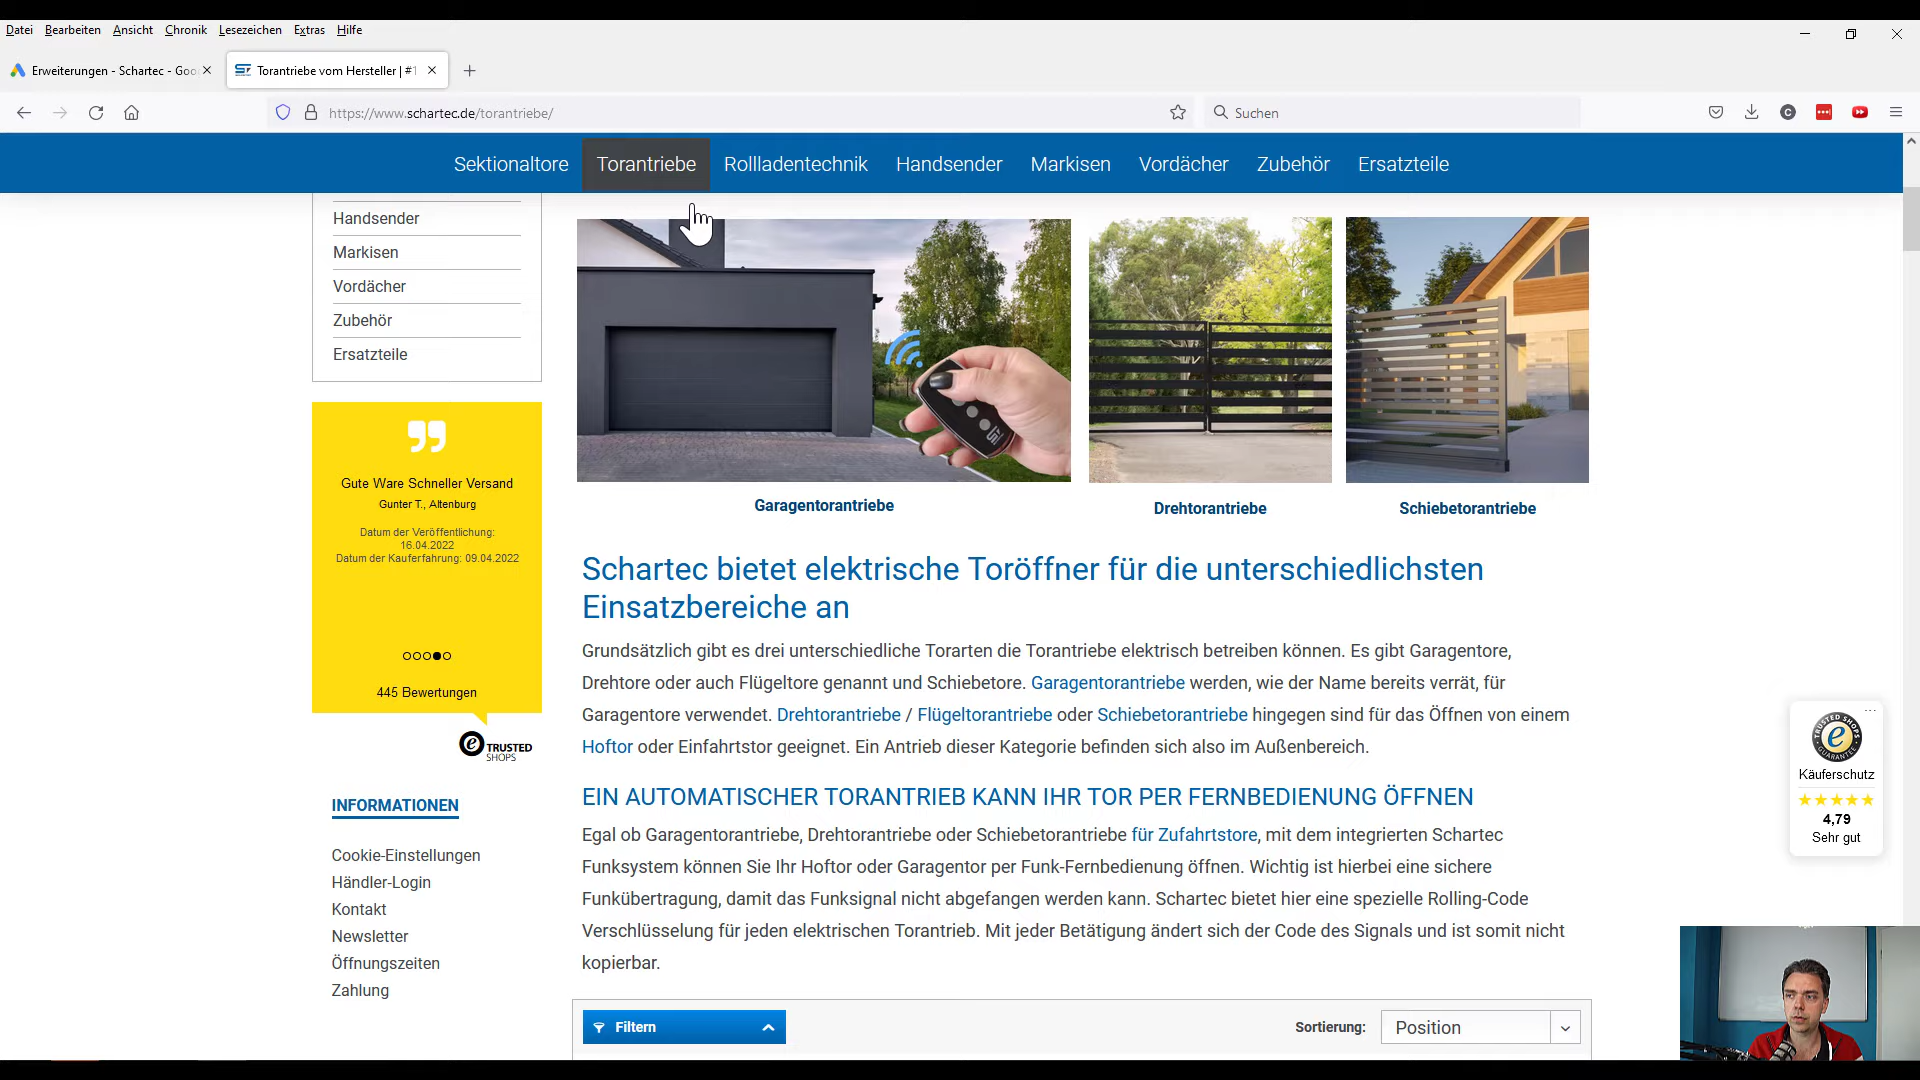 Datei Bearbeiten Ansicht Chronik Lesezeichen Extras Hilfe
Erweiterungen - Schartec - Goo
Torantriebe vom Hersteller | #1
https://www.schartec.de/torantriebe/
Suchen
Sektionaltore Torantriebe Rollladentechnik Handsender Markisen Vordächer Zubehör Ersatzteile
Handsender
Markisen
Vordächer
Zubehör
Ersatzteile
Gute Ware Schneller Versand
Gunter T., Altenburg
Datum der Veröffentlichung:
16.04.2022
Datum der Kauferfahrung: 09.04.2022
445 Bewertungen
TRUSTED
SHOPS
INFORMATIONEN
Cookie-Einstellungen
Händler-Login
Kontakt
Newsletter
Öffnungszeiten
Zahlung
Garagentorantriebe
Drehtorantriebe
Schiebetorantriebe
Schartec bietet elektrische Toröffner für die unterschiedlichsten
Einsatzbereiche an
Grundsätzlich gibt es drei unterschiedliche Torarten die Torantriebe elektrisch betreiben können. Es gibt Garagentore,
Drehtore oder auch Flügeltore genannt und Schiebetore. Garagentorantriebe werden, wie der Name bereits verrät, für
Garagentore verwendet. Drehtorantriebe / Flügeltorantriebe oder Schiebetorantriebe hingegen sind für das Öffnen von einem
Hoftor oder Einfahrtstor geeignet. Ein Antrieb dieser Kategorie befinden sich also im Außenbereich.
EIN AUTOMATISCHER TORANTRIEB KANN IHR TOR PER FERNBEDIENUNG ÖFFNEN
Egal ob Garagentorantriebe, Drehtorantriebe oder Schiebetorantriebe für Zufahrtstore, mit dem integrierten Schartec
Funksystem können Sie Ihr Hoftor oder Garagentor per Funk-Fernbedienung öffnen. Wichtig ist hierbei eine sichere
Funkübertragung, damit das Funksignal nicht abgefangen werden kann. Schartec bietet hier eine spezielle Rolling-Code
Verschlüsselung für jeden elektrischen Torantrieb. Mit jeder Betätigung ändert sich der Code des Signals und ist somit nicht
kopierbar.
Filtern
Sortierung: Position
TRUSTED SHOPS
GUARANTEE
Käuferschutz
4,79
Sehr gut